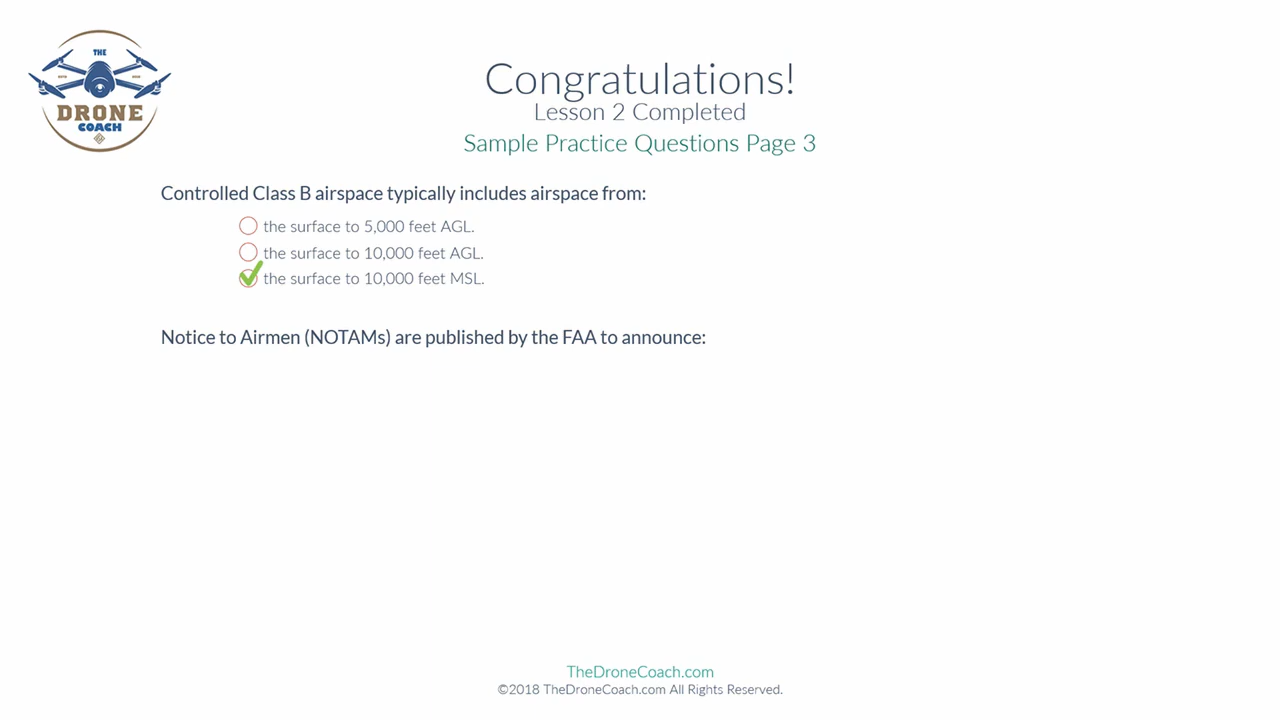 THE
DRONE
COACH
Congratulations!
Lesson 2 Completed
Sample Practice Questions Page 3
Controlled Class B airspace typically includes airspace from:
the surface to 5,000 feet AGL.
the surface to 10,000 feet AGL.
the surface to 10,000 feet MSL.
Notice to Airmen (NOTAMs) are published by the FAA to announce:
TheDroneCoach.com
©2018 TheDroneCoach.com All Rights Reserved.